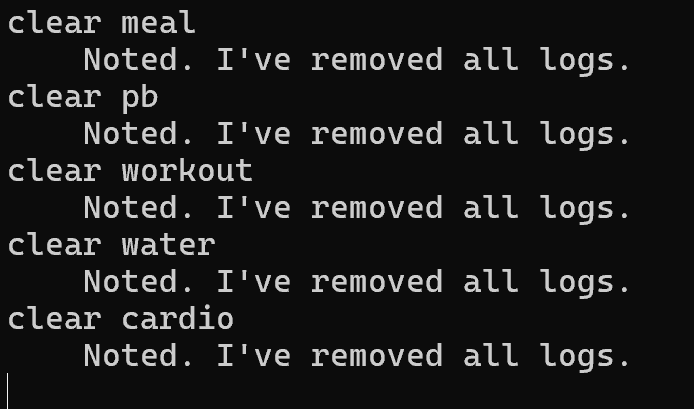 clear meal
Noted. I've removed all logs.
clear pb
Noted. I've removed all logs.
clear workout
Noted. I've removed all logs.
clear water
Noted. I've removed all logs.
clear cardio
Noted. I've removed all logs.